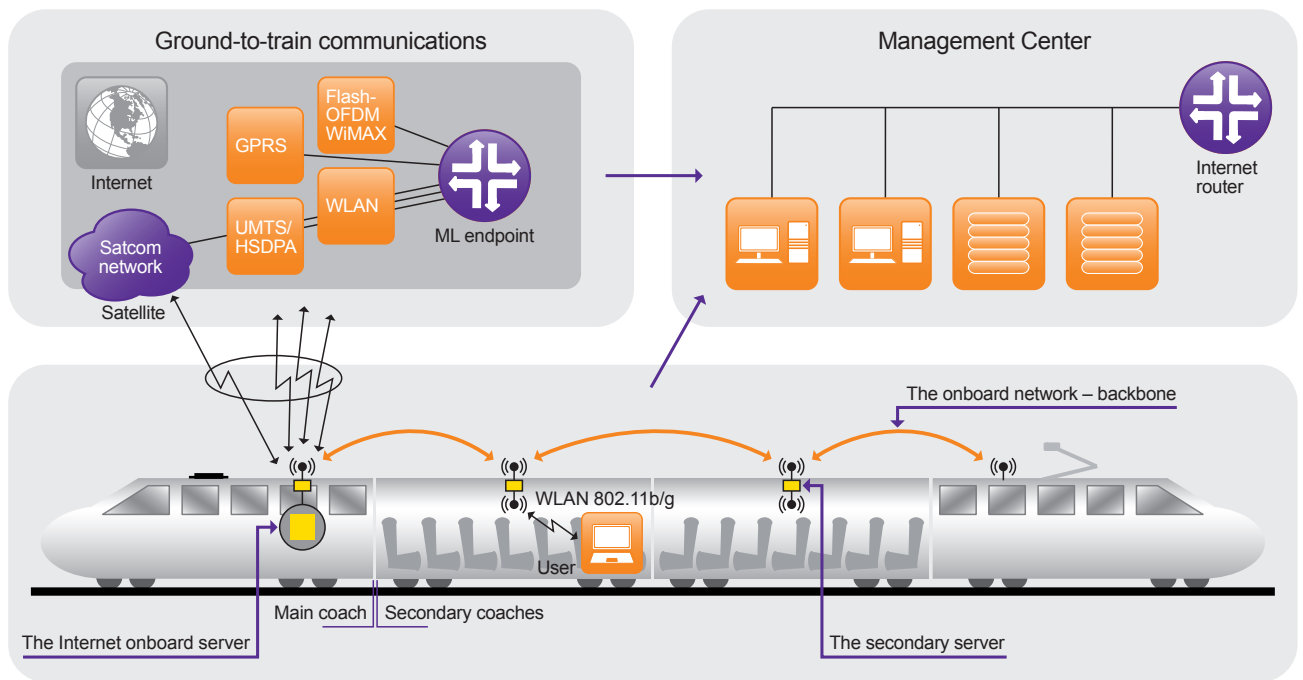 Ground-to-train communications
Internet
GPRS
Flash-
OFDM
WiMAX
UMTS/
HSDPA
WLAN
ML endpoint
Satcom
network
Satellite
Management Center
Internet
router
The onboard network – backbone
WLAN 802.11b/g
User
Main coach
Secondary coaches
The Internet onboard server
The secondary server